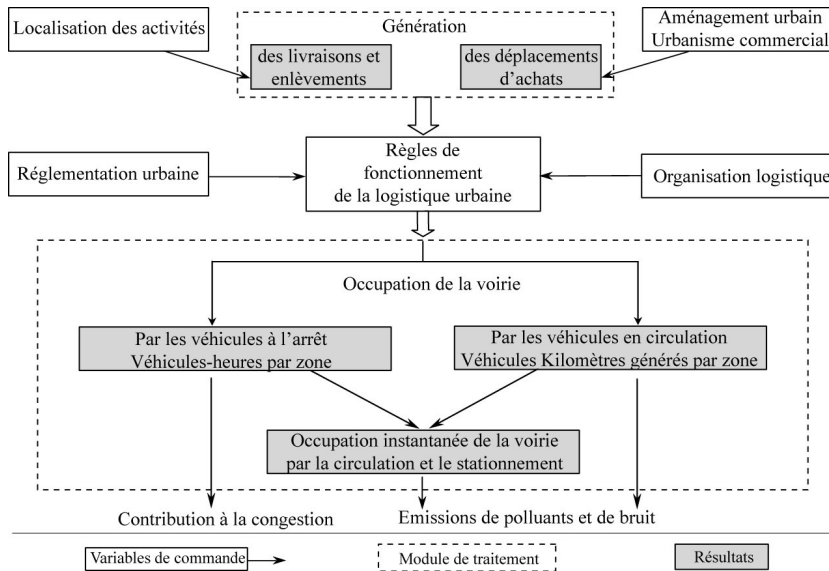 Localisation des activités
Génération
Aménagement urbain
Urbanisme commercial
des livraisons et
enlèvements
des déplacements
d'achats
Règles de
fonctionnement
de la logistique urbaine
Réglementation urbaine
Organisation logistique
Occupation de la voirie
Par les véhicules à l'arrêt
Véhicules-heures par zone
Par les véhicules en circulation
Véhicules Kilomètres générés par zone
Occupation instantanée de la voirie
par la circulation et le stationnement
Contribution à la congestion
Emissions de polluants et de bruit
Variables de commande
Module de traitement
Résultats